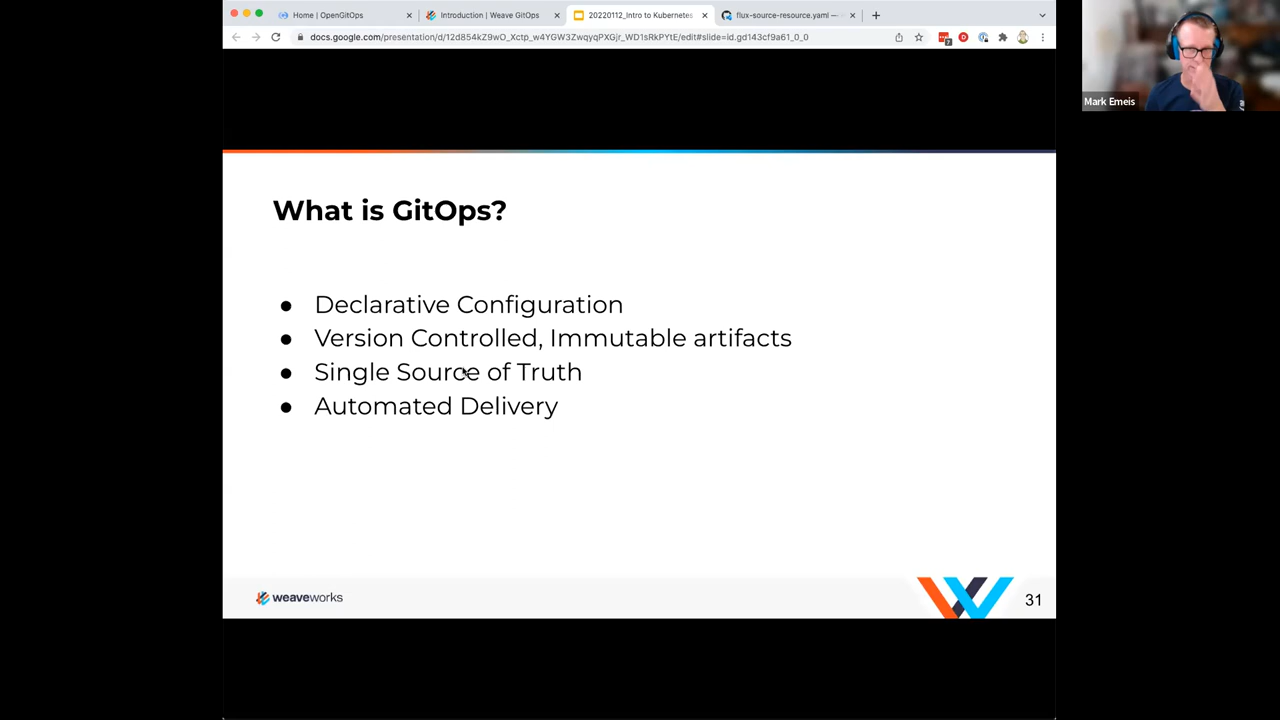 Home | OpenGitOps
Introduction | Weave GitOps
20220112_Intro to Kubernetes
flux-source-resource.yaml —
docs.google.com/presentation/d/12d854kZ9wO_Xctp_w4YGW3ZwqyqPXGjr_WD1sRkPYtE/edit#slide=id.gd143cf9a61_0_0
Mark Emeis
What is GitOps?
● Declarative Configuration
● Version Controlled, Immutable artifacts
● Single Source of Truth
● Automated Delivery
weaveworks
31